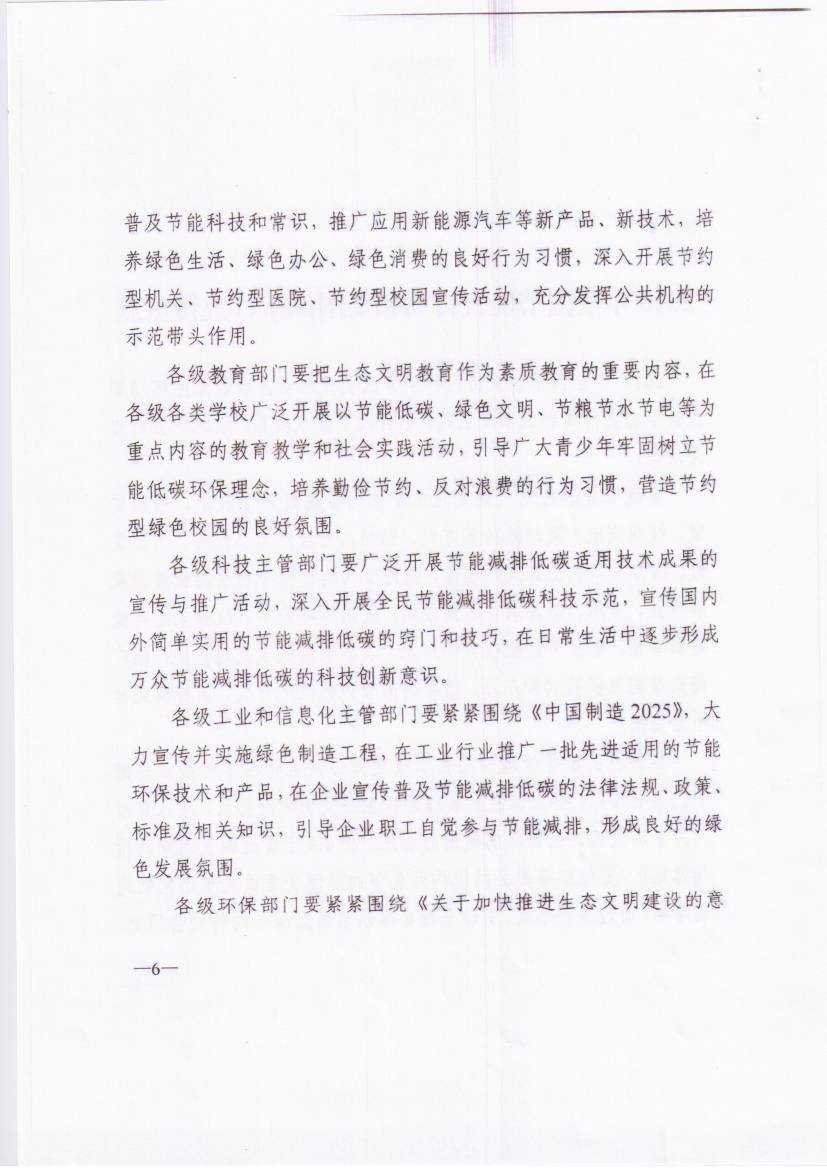 普及节能科技和常识，推广应用新能源汽车等新产品、新技术，培
养绿色生活、绿色办公、绿色消费的良好行为习惯，深入开展节约
型机关、节约型医院、节约型校园宣传活动，充分发挥公共机构的
示范带头作用。
各级教育部门要把生态文明教育作为素质教育的重要内容，在
各级各类学校广泛开展以节能低碳、绿色文明、节粮节水节电等为
重点内容的教育教学和社会实践活动，引导广大青少年牢固树立节
能低碳环保理念，培养勤俭节约、反对浪费的行为习惯，营造节约
型绿色校园的良好氛围。
各级科技主管部门要广泛开展节能减排低碳适用技术成果的
宣传与推广活动，深入开展全民节能减排低碳科技示范，宣传国内
外简单实用的节能减排低碳的窍门和技巧，在日常生活中逐步形成
万众节能减排低碳的科技创新意识。
各级工业和信息化主管部门要紧紧围绕《中国制造2025》，大
力宣传并实施绿色制造工程，在工业行业推广一批先进适用的节能
环保技术和产品，在企业宣传普及节能减排低碳的法律法规、政策、
标准及相关知识，引导企业职工自觉参与节能减排，形成良好的绿
色发展氛围。
各级环保部门要紧紧围绕《关于加快推进生态文明建设的意
—6—